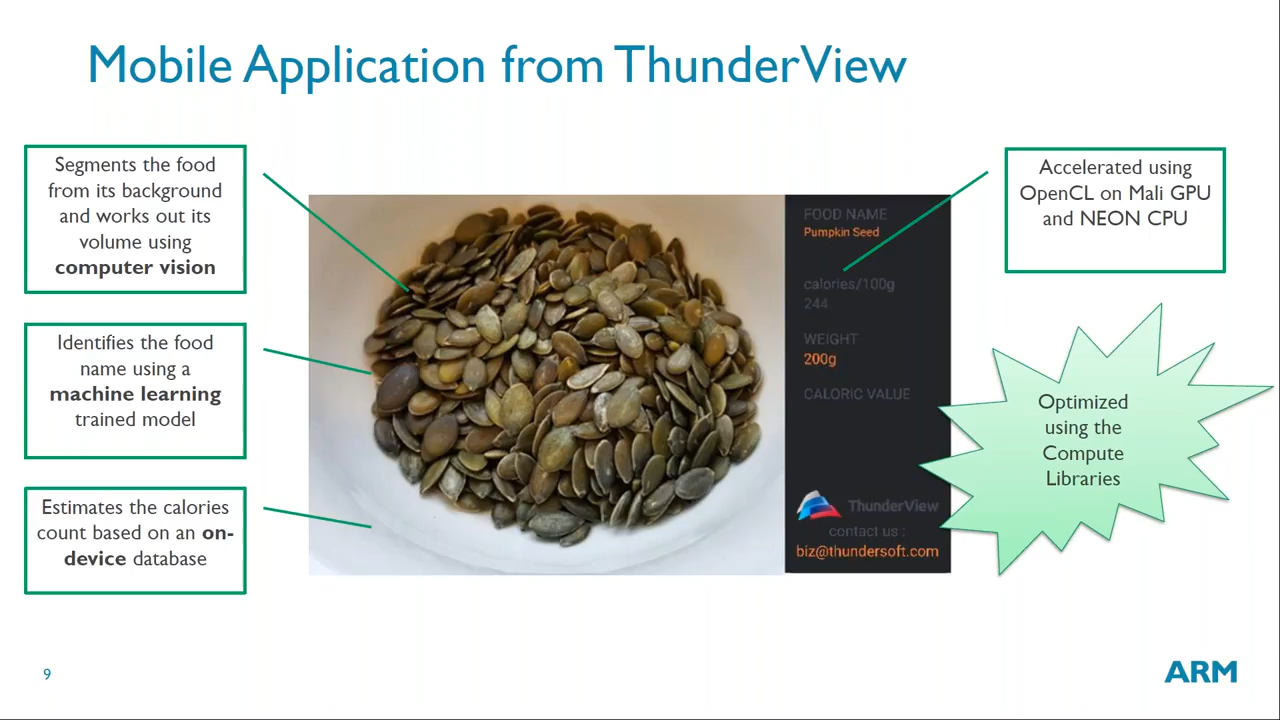 Mobile Application from ThunderView
Segments the food
from its background
and works out its
volume using
computer vision
Identifies the food
name using a
machine learning
trained model
Estimates the calories
count based on an on-
device database
FOOD NAME
Pumpkin Seed
calories/100g
244
WEIGHT
200g
CALORIC VALUE
ThunderView
contact us :
biz@thundersoft.com
Accelerated using
OpenCL on Mali GPU
and NEON CPU
Optimized
using the
Compute
Libraries
9
ARM